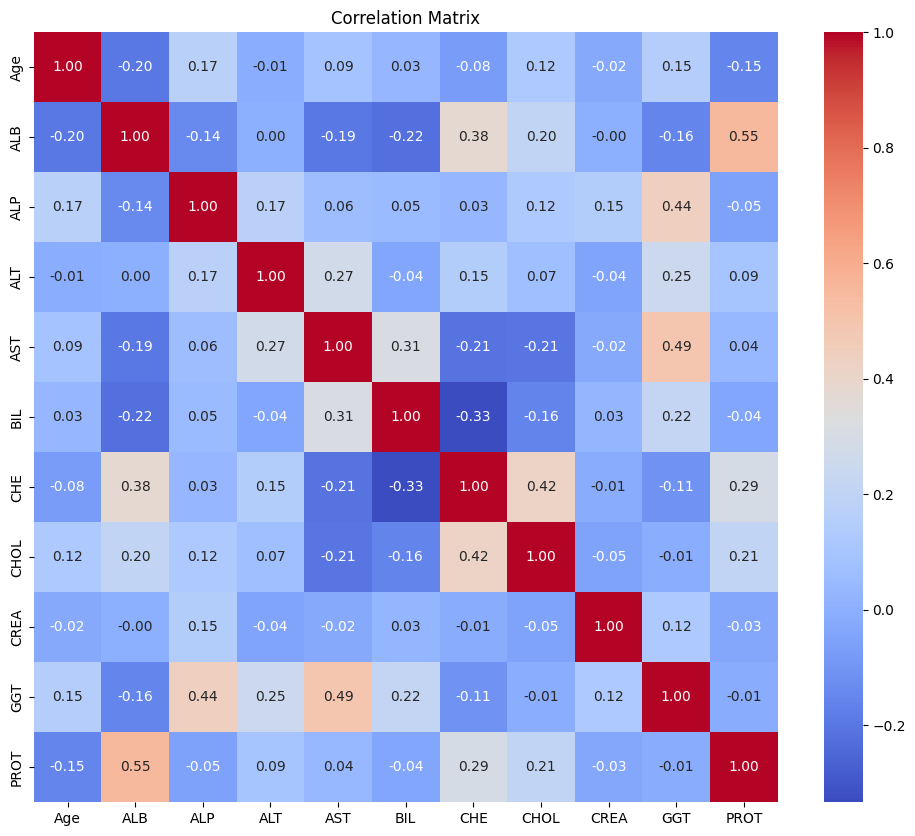 Correlation Matrix
Age 1.00 -0.20 0.17 -0.01 0.09 0.03 -0.08 0.12 -0.02 0.15 -0.15
ALB -0.20 1.00 -0.14 0.00 -0.19 -0.22 0.38 0.20 -0.00 -0.16 0.55
ALP 0.17 -0.14 1.00 0.17 0.06 0.05 0.03 0.12 0.15 0.44 -0.05
ALT -0.01 0.00 0.17 1.00 0.27 -0.04 0.15 0.07 -0.04 0.25 0.09
AST 0.09 -0.19 0.06 0.27 1.00 0.31 -0.21 -0.21 -0.02 0.49 0.04
BIL 0.03 -0.22 0.05 -0.04 0.31 1.00 -0.33 -0.16 0.03 0.22 -0.04
CHE -0.08 0.38 0.03 0.15 -0.21 -0.33 1.00 0.42 -0.01 -0.11 0.29
CHOL 0.12 0.20 0.12 0.07 -0.21 -0.16 0.42 1.00 -0.05 -0.01 0.21
CREA -0.02 -0.00 0.15 -0.04 -0.02 0.03 -0.01 -0.05 1.00 0.12 -0.03
GGT 0.15 -0.16 0.44 0.25 0.49 0.22 -0.11 -0.01 0.12 1.00 -0.01
PROT -0.15 0.55 -0.05 0.09 0.04 -0.04 0.29 0.21 -0.03 -0.01 1.00
Age ALB ALP ALT AST BIL CHE CHOL CREA GGT PROT
1.0
0.8
0.6
0.4
0.2
0.0
−0.2